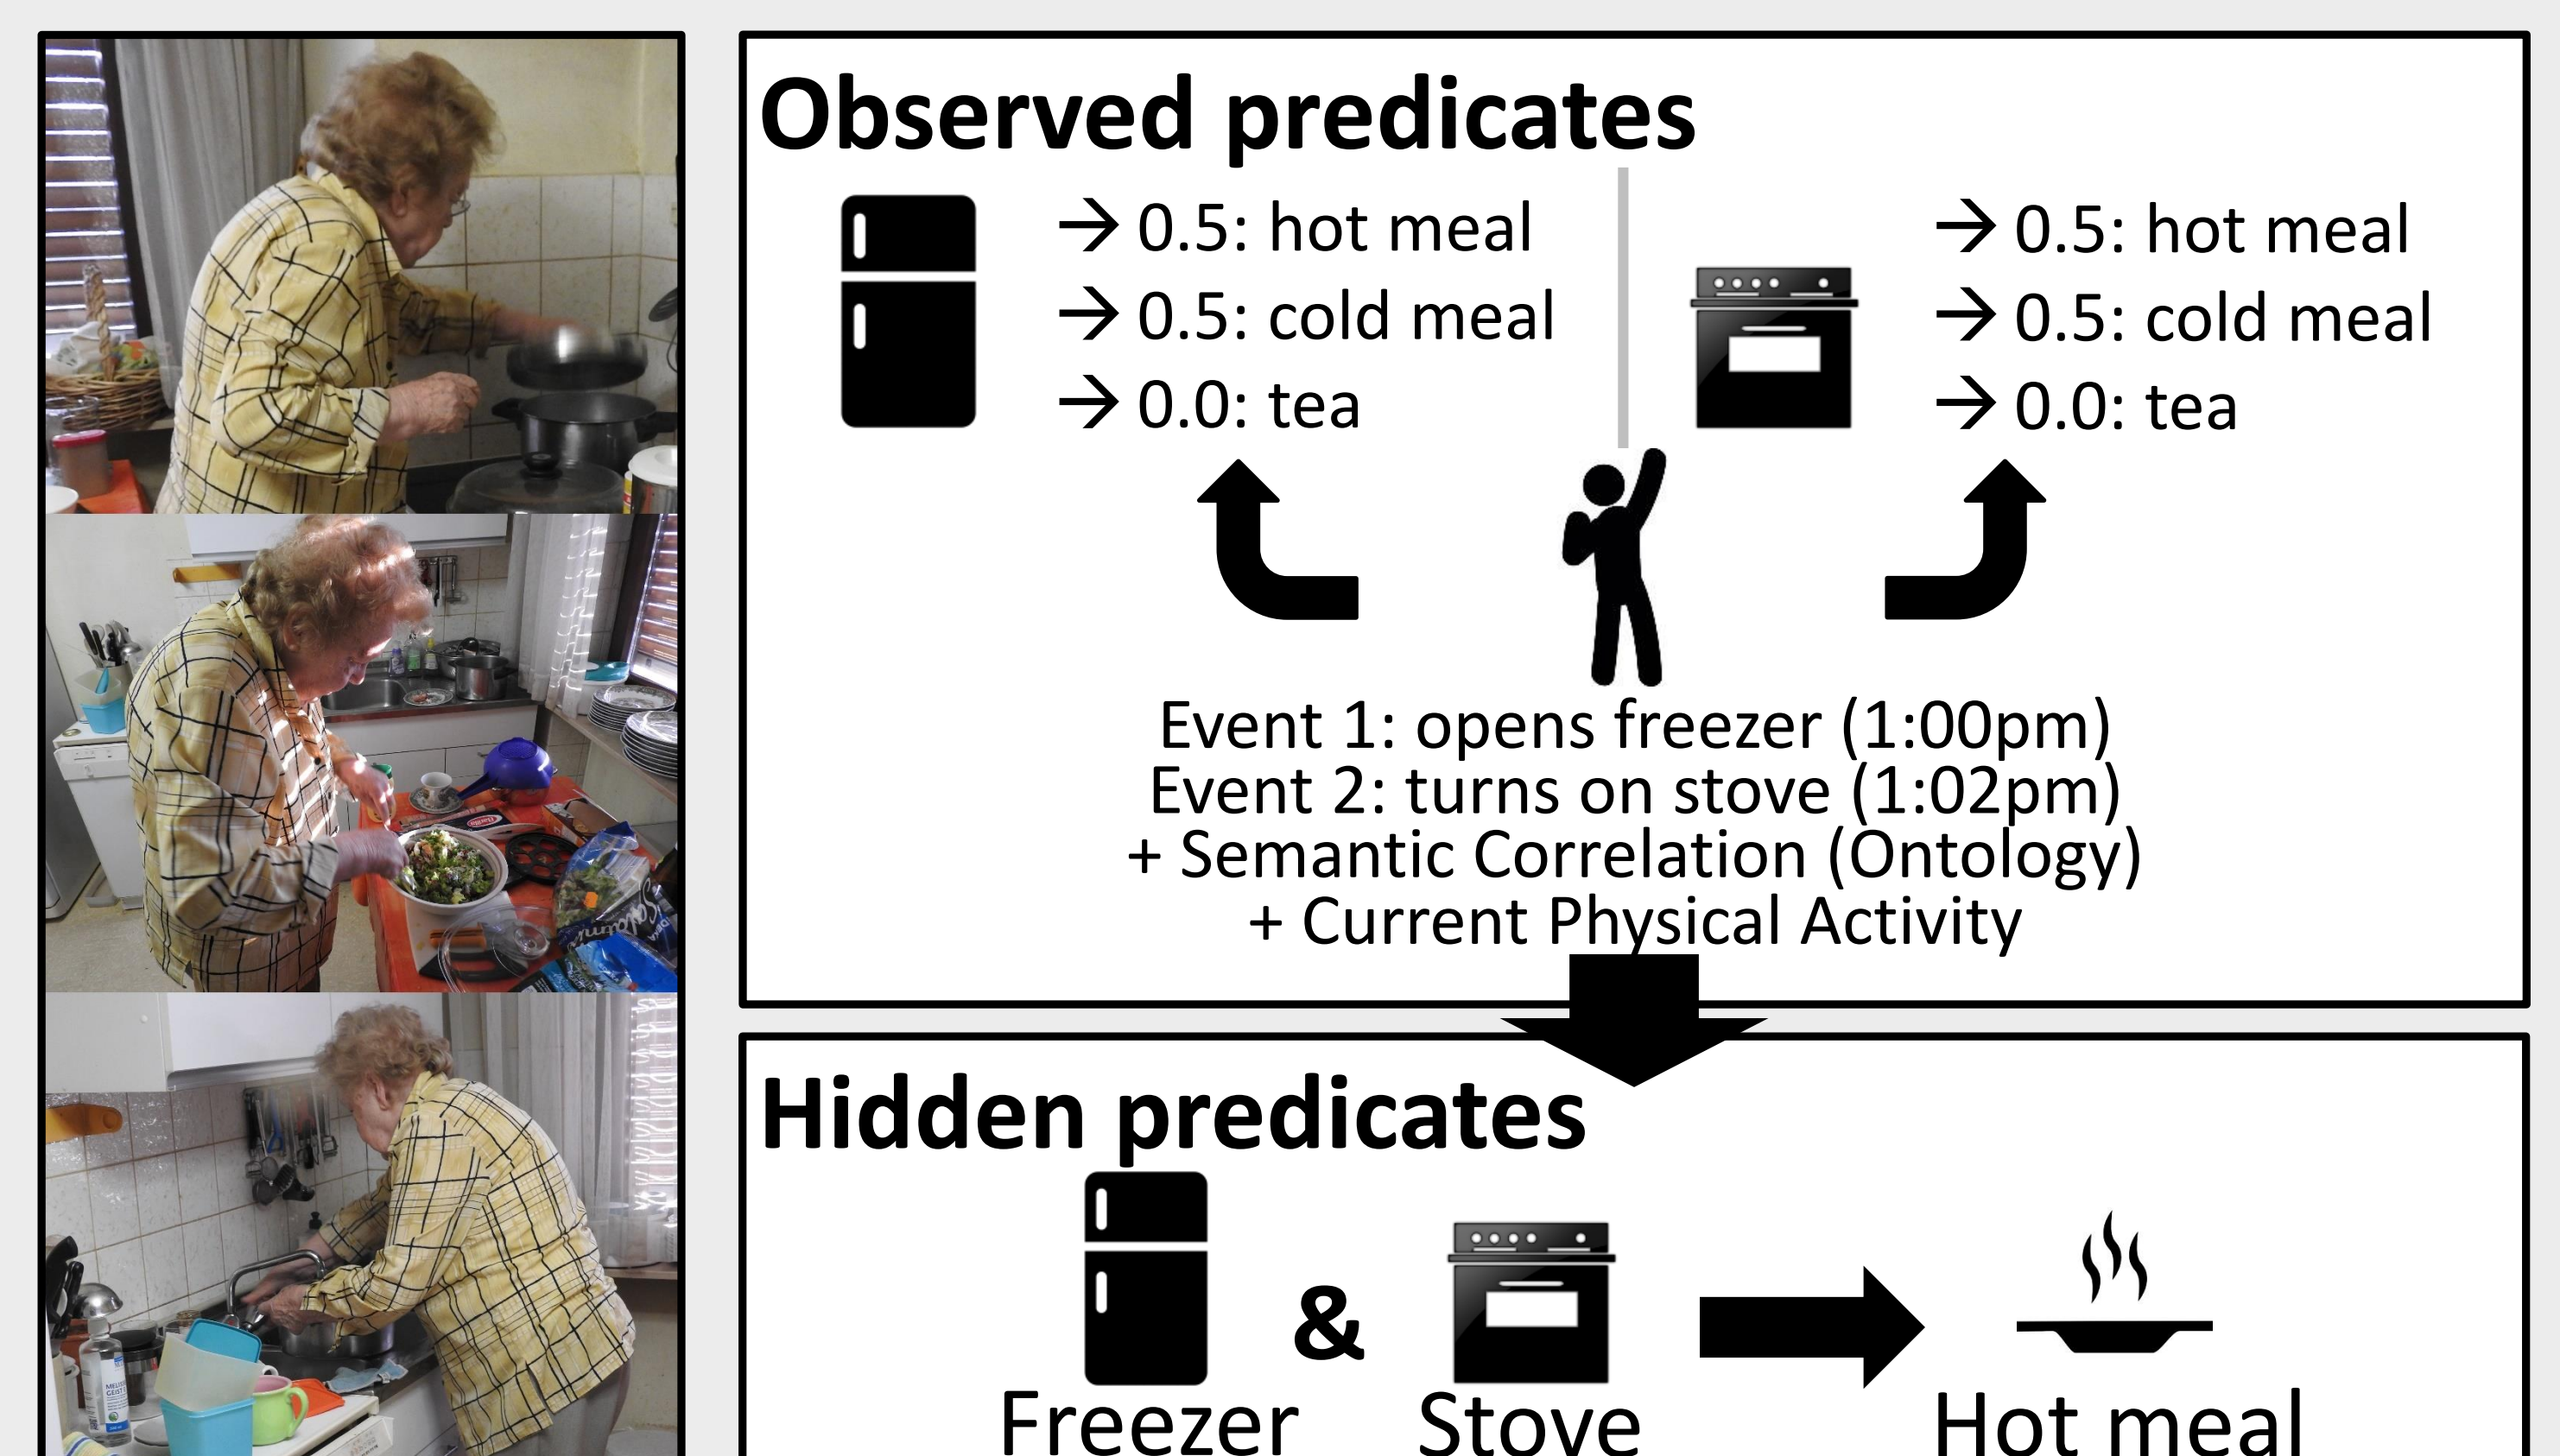 Observed predicates
→ 0.5: hot meal
→ 0.5: cold meal
→ 0.0: tea
→ 0.5: hot meal
→ 0.5: cold meal
→ 0.0: tea
Event 1: opens freezer (1:00pm)
Event 2: turns on stove (1:02pm)
+ Semantic Correlation (Ontology)
+ Current Physical Activity
Hidden predicates
&
Freezer
Stove
Hot meal